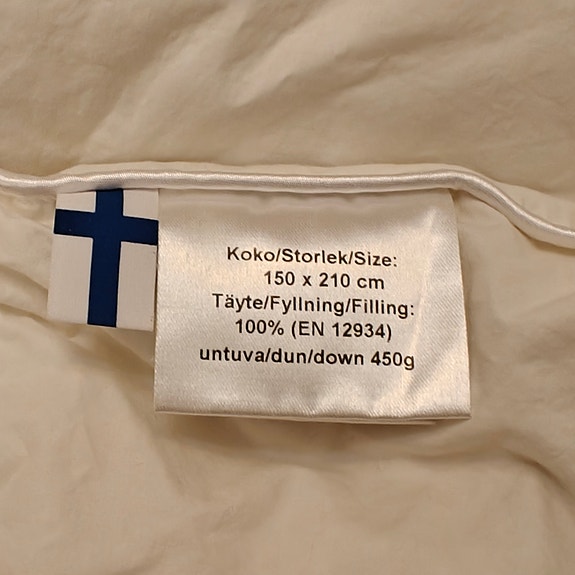 Koko/Storlek/Size:
150 x 210 cm
Täyte/Fyllning/Filling:
100% (EN 12934)
untuva/dun/down 450g